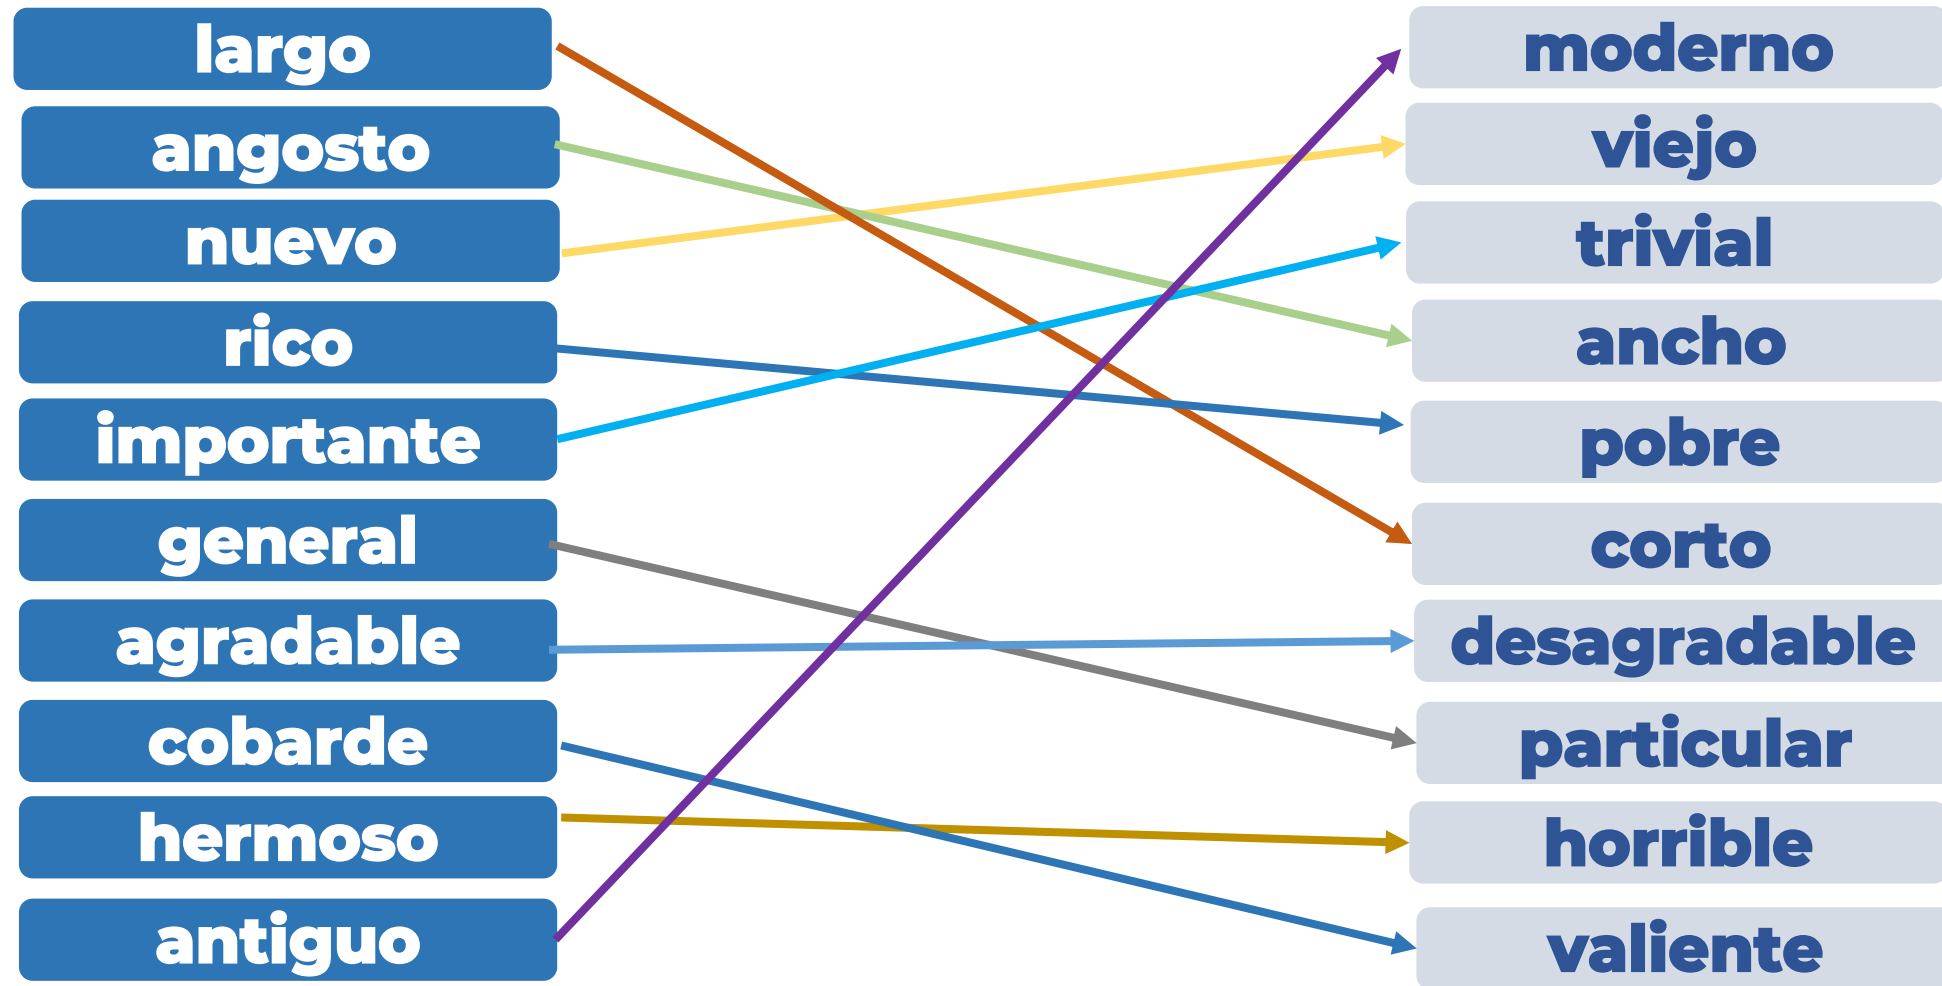 largo
moderno
angosto
viejo
nuevo
trivial
rico
ancho
importante
pobre
general
corto
agradable
desagradable
cobarde
particular
hermoso
horrible
antiguo
valiente